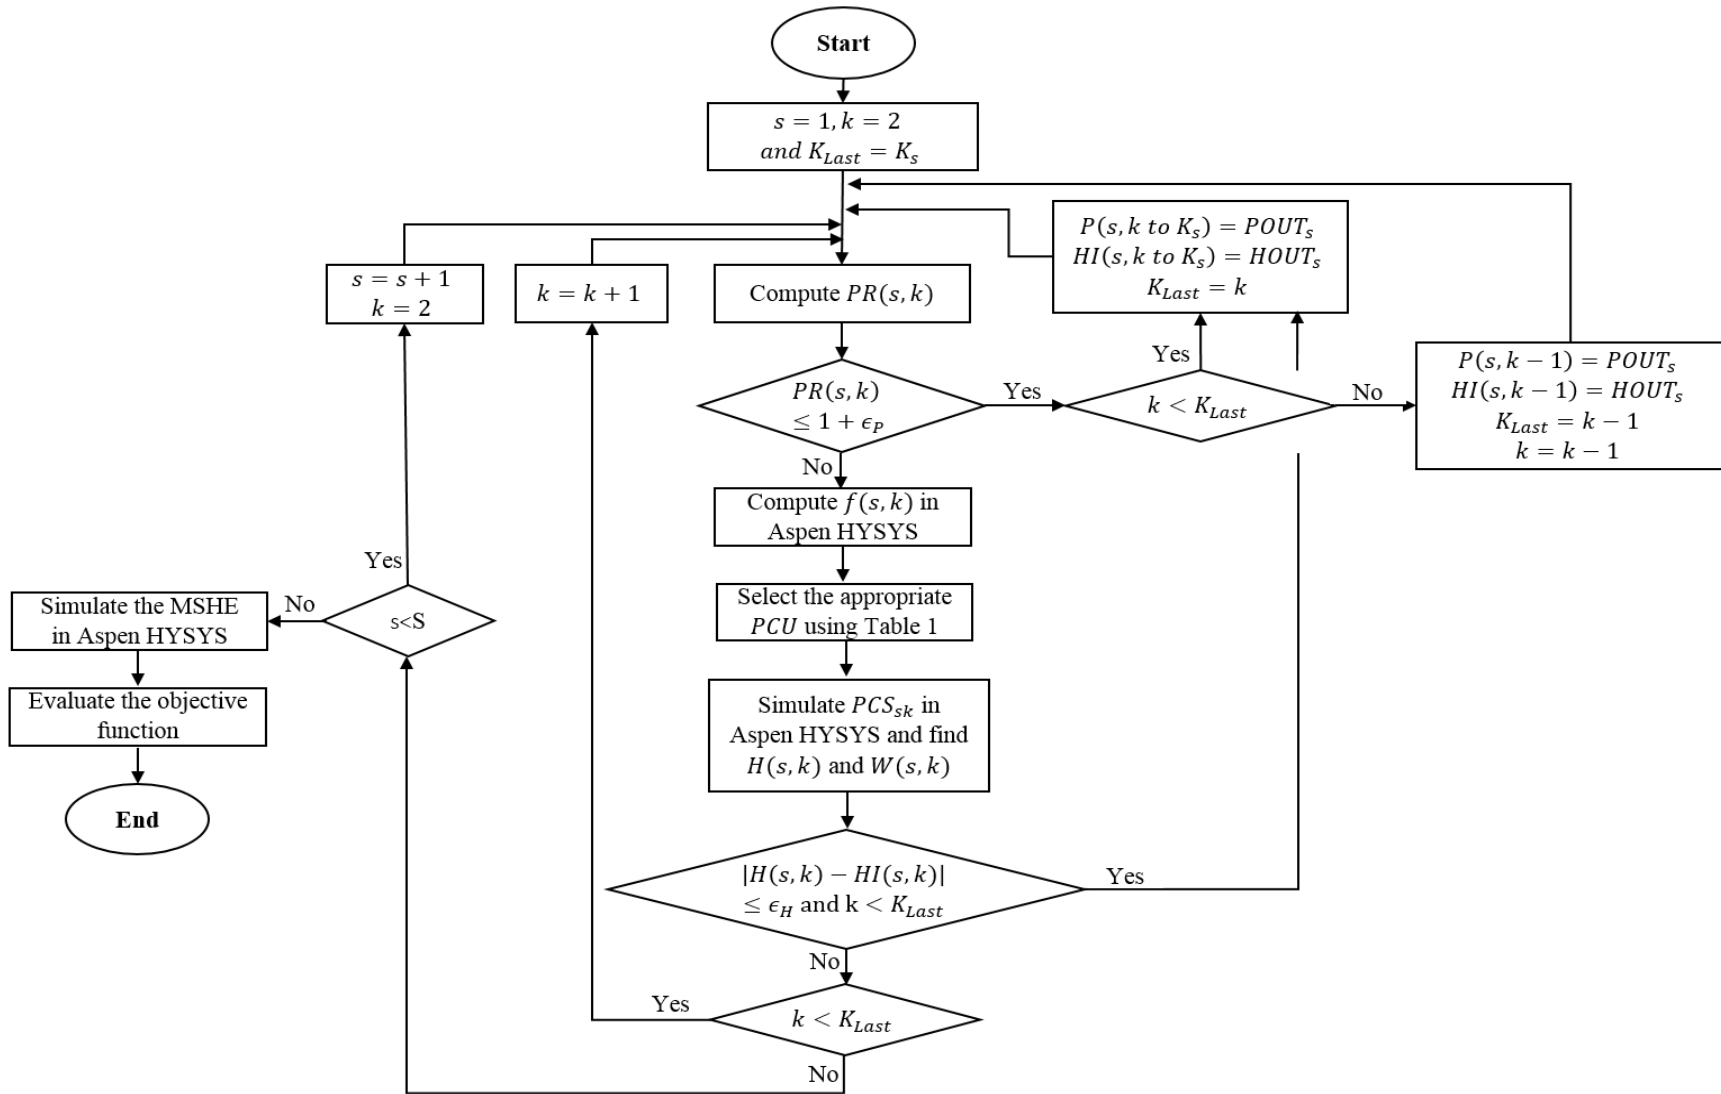 Start
s = 1, k = 2
and K_Last = K_s
P(s, k to K_s) = POUT_s
HI(s, k to K_s) = HOUT_s
K_Last = k
s = s + 1
k = 2
k = k + 1
Compute PR(s, k)
Yes
P(s, k − 1) = POUT_s
HI(s, k − 1) = HOUT_s
K_Last = k − 1
k = k − 1
PR(s, k)
≤ 1 + ϵ_P
Yes
k < K_Last
No
No
Compute f(s, k) in
Aspen HYSYS
Yes
Select the appropriate
PCU using Table 1
Simulate the MSHE
in Aspen HYSYS
No
s<S
Evaluate the objective
function
Simulate PCS_sk in
Aspen HYSYS and find
H(s, k) and W(s, k)
End
|H(s, k) − HI(s, k)|
≤ ϵ_H and k < K_Last
Yes
No
Yes
k < K_Last
No